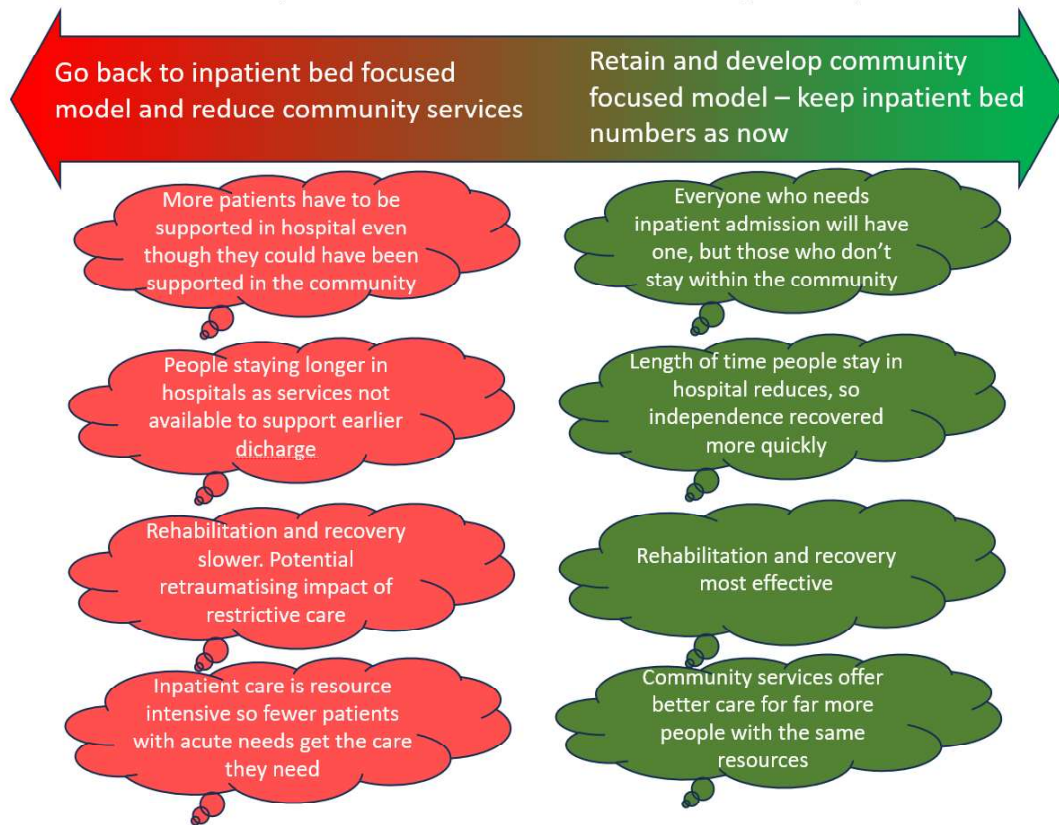 Go back to inpatient bed focused
model and reduce community services
Retain and develop community
focused model – keep inpatient bed
numbers as now
More patients have to be
supported in hospital even
though they could have been
supported in the community
Everyone who needs
inpatient admission will have
one, but those who don’t
stay within the community
People staying longer in
hospitals as services not
available to support earlier
dicharge
Length of time people stay in
hospital reduces, so
independence recovered
more quickly
Rehabilitation and recovery
slower. Potential
retraumatising impact of
restrictive care
Rehabilitation and recovery
most effective
Inpatient care is resource
intensive so fewer patients
with acute needs get the care
they need
Community services offer
better care for far more
people with the same
resources